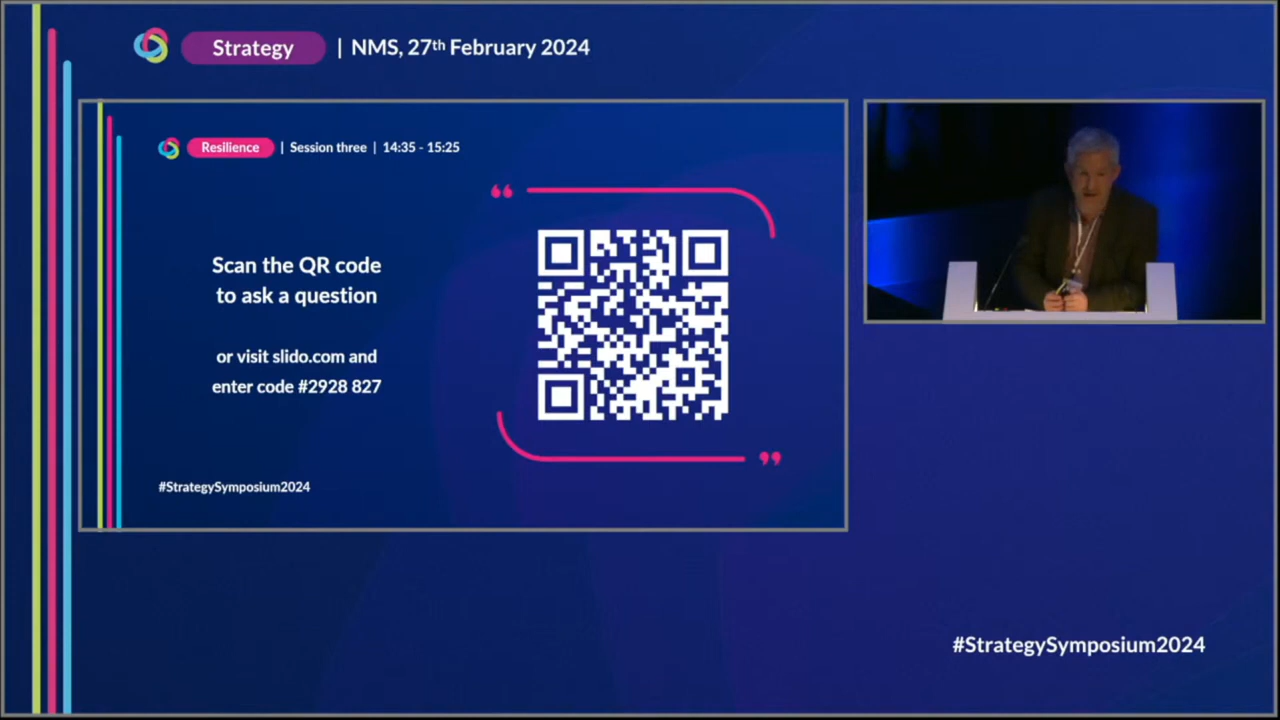 Strategy | NMS, 27th February 2024
Resilience | Session three | 14:35 - 15:25
Scan the QR code
to ask a question
or visit slido.com and
enter code #2928 827
#StrategySymposium2024
#StrategySymposium2024